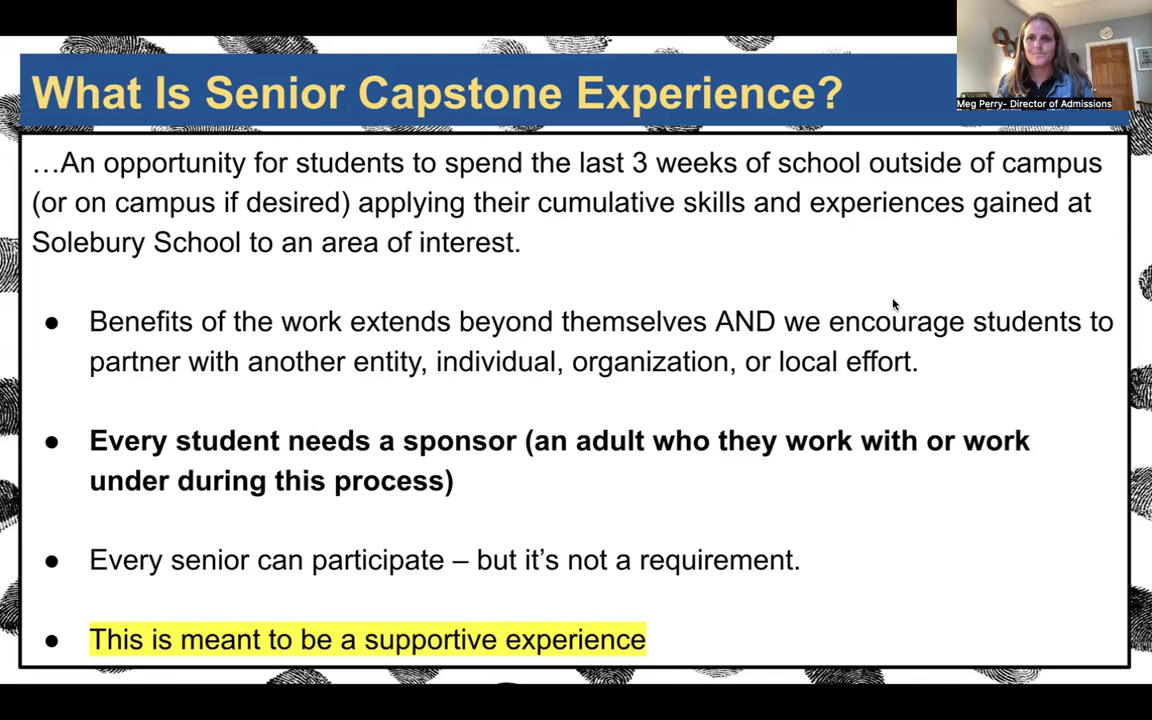 What Is Senior Capstone Experience?
Meg Perry- Director of Admissions
…An opportunity for students to spend the last 3 weeks of school outside of campus
(or on campus if desired) applying their cumulative skills and experiences gained at
Solebury School to an area of interest.
● Benefits of the work extends beyond themselves AND we encourage students to
partner with another entity, individual, organization, or local effort.
● Every student needs a sponsor (an adult who they work with or work
under during this process)
● Every senior can participate – but it’s not a requirement.
● This is meant to be a supportive experience